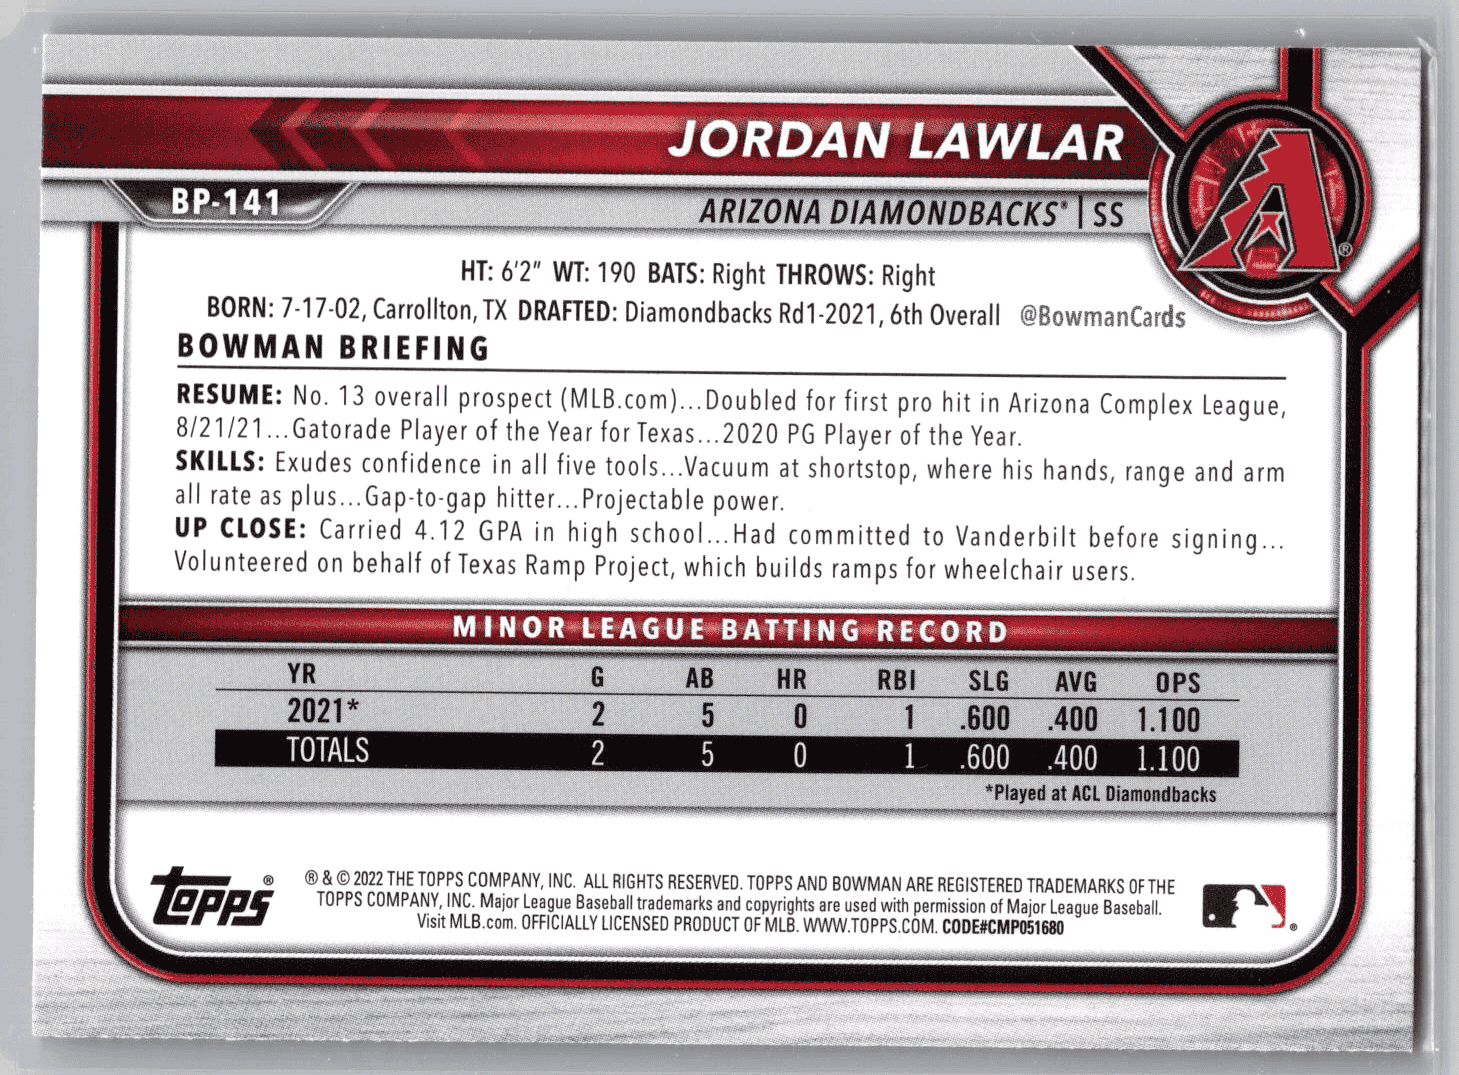 JORDAN LAWLAR
BP-141
ARIZONA DIAMONDBACKS® | SS
HT: 6'2" WT: 190 BATS: Right THROWS: Right
BORN: 7-17-02, Carrollton, TX DRAFTED: Diamondbacks Rd1-2021, 6th Overall @BowmanCards
BOWMAN BRIEFING
RESUME: No. 13 overall prospect (MLB.com)...Doubled for first pro hit in Arizona Complex League,
8/21/21...Gatorade Player of the Year for Texas...2020 PG Player of the Year.
SKILLS: Exudes confidence in all five tools...Vacuum at shortstop, where his hands, range and arm
all rate as plus...Gap-to-gap hitter...Projectable power.
UP CLOSE: Carried 4.12 GPA in high school...Had committed to Vanderbilt before signing...
Volunteered on behalf of Texas Ramp Project, which builds ramps for wheelchair users.
MINOR LEAGUE BATTING RECORD
YR G AB HR RBI SLG AVG OPS
2021* 2 5 0 1 .600 .400 1.100
TOTALS 2 5 0 1 .600 .400 1.100
*Played at ACL Diamondbacks
TOPPS®
® & © 2022 THE TOPPS COMPANY, INC. ALL RIGHTS RESERVED. TOPPS AND BOWMAN ARE REGISTERED TRADEMARKS OF THE
TOPPS COMPANY, INC. Major League Baseball trademarks and copyrights are used with permission of Major League Baseball.
Visit MLB.com. OFFICIALLY LICENSED PRODUCT OF MLB. WWW.TOPPS.COM. CODE#CMP051680